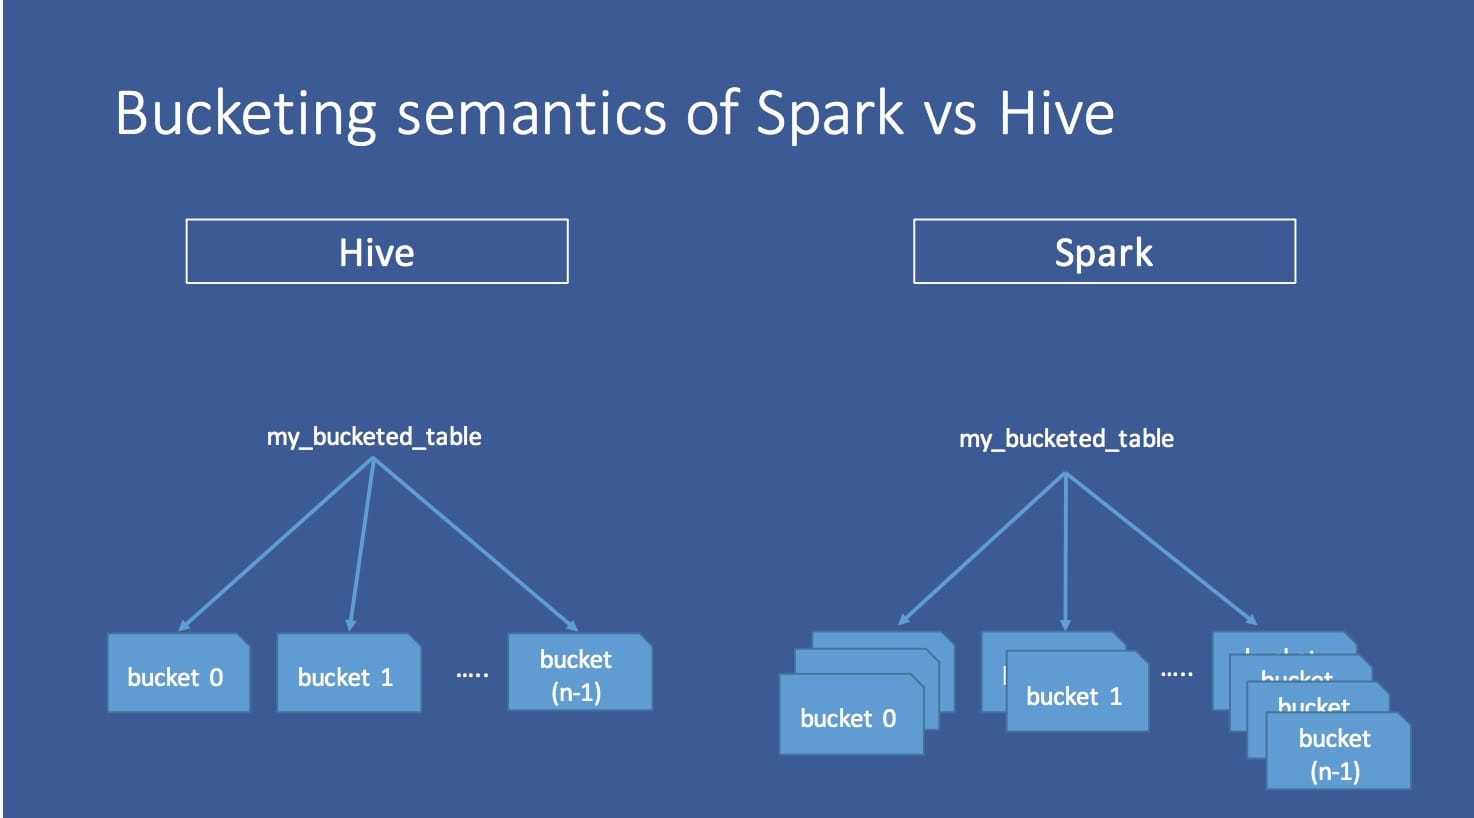 Bucketing semantics of Spark vs Hive
Hive
Spark
my_bucketed_table
my_bucketed_table
bucket 0
bucket 1
.....
bucket
(n-1)
bucket 0
bucket 1
.....
bucket
bucket
bucket
(n-1)